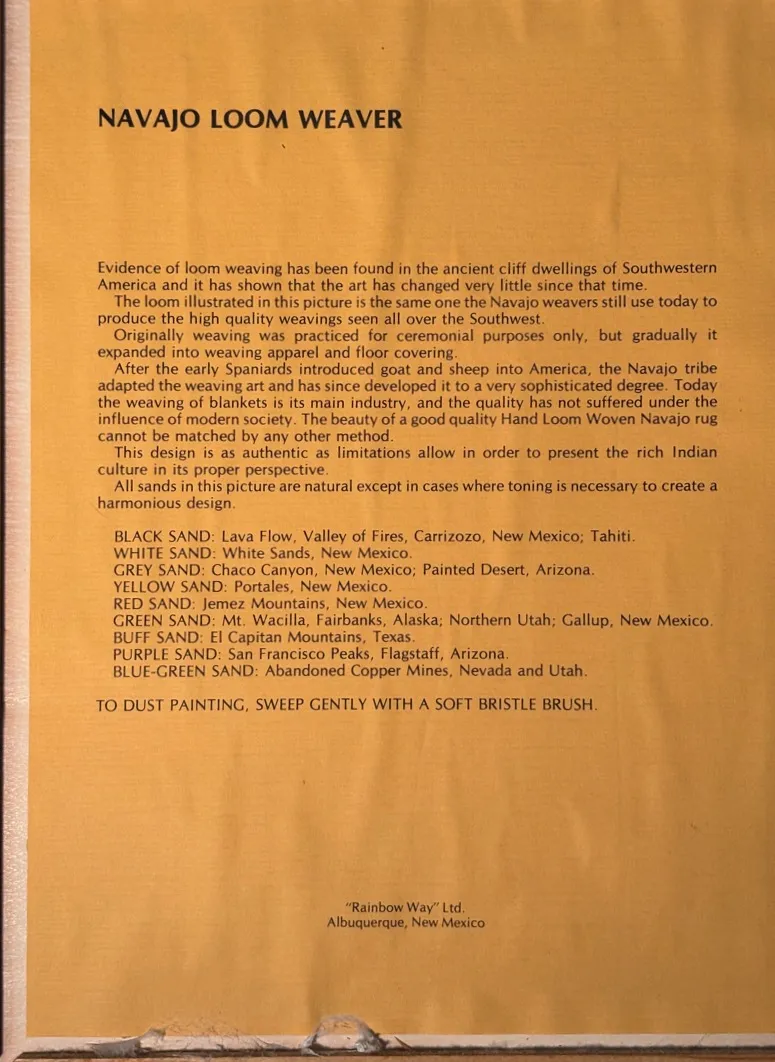 NAVAJO LOOM WEAVER
Evidence of loom weaving has been found in the ancient cliff dwellings of Southwestern
America and it has shown that the art has changed very little since that time.
The loom illustrated in this picture is the same one the Navajo weavers still use today to
produce the high quality weavings seen all over the Southwest.
Originally weaving was practiced for ceremonial purposes only, but gradually it
expanded into weaving apparel and floor covering.
After the early Spaniards introduced goat and sheep into America, the Navajo tribe
adapted the weaving art and has since developed it to a very sophisticated degree. Today
the weaving of blankets is its main industry, and the quality has not suffered under the
influence of modern society. The beauty of a good quality Hand Loom Woven Navajo rug
cannot be matched by any other method.
This design is as authentic as limitations allow in order to present the rich Indian
culture in its proper perspective.
All sands in this picture are natural except in cases where toning is necessary to create a
harmonious design.
BLACK SAND: Lava Flow, Valley of Fires, Carrizozo, New Mexico; Tahiti.
WHITE SAND: White Sands, New Mexico.
GREY SAND: Chaco Canyon, New Mexico; Painted Desert, Arizona.
YELLOW SAND: Portales, New Mexico.
RED SAND: Jemez Mountains, New Mexico.
GREEN SAND: Mt. Wacilla, Fairbanks, Alaska; Northern Utah; Gallup, New Mexico.
BUFF SAND: El Capitan Mountains, Texas.
PURPLE SAND: San Francisco Peaks, Flagstaff, Arizona.
BLUE-GREEN SAND: Abandoned Copper Mines, Nevada and Utah.
TO DUST PAINTING, SWEEP GENTLY WITH A SOFT BRISTLE BRUSH.
"Rainbow Way" Ltd.
Albuquerque, New Mexico